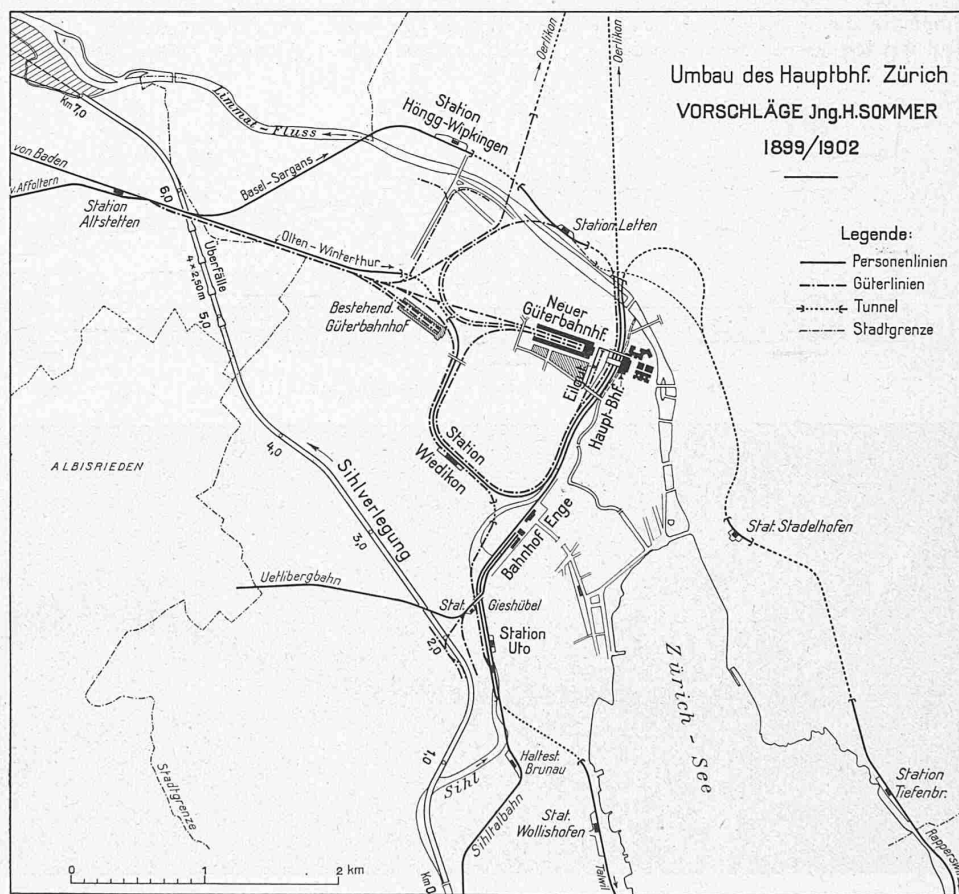 Umbau des Hauptbhf. Zürich
VORSCHLÄGE Jng. H. SOMMER
1899/1902
Legende:
Personenlinien
Güterlinien
Tunnel
Stadtgrenze
Oerlikon
Oerlikon
Km 7,0
Limmat-Fluss
Station
Höngg-Wipkingen
von Baden
v. Affoltern
Station
Altstetten
Basel-Sargans
6,0
Station Letten
Olten-Winterthur
Überfälle
4 x 2,50m
5,0
Bestehend.
Güterbahnhof
Neuer
Güterbahnhf.
Eilgut
Haupt-Bhf.
4,0
Station
Wiedikon
ALBISRIEDEN
Sihlverlegung
3,0
Bahnhof Enge
Stat. Stadelhofen
Uetlibergbahn
Stat. Gieshübel
2,0
Station
Uto
Zürich-See
1,0
Sihl
Haltest.
Brunau
Stadtgrenze
Sihltalbahn
Stat.
Wollishofen
Station
Tiefenbr.
Km 0
Talwil
0 1 2 km